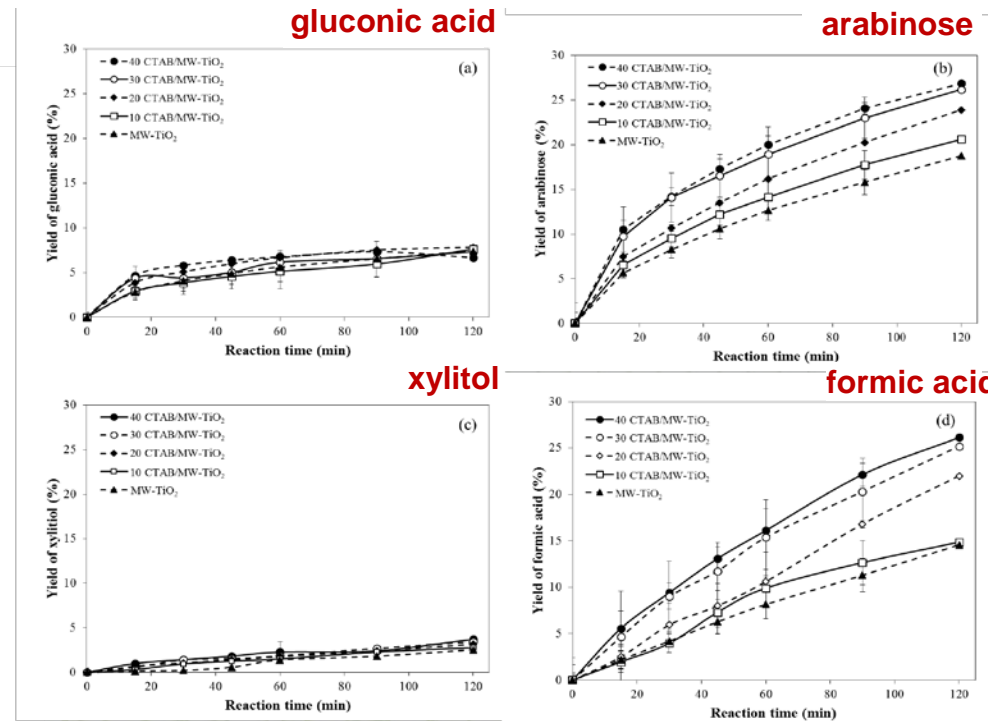 gluconic acid
arabinose
30
25
20
15
10
5
0
Yield of gluconic acid (%)
40 CTAB/MW-TiO₂
30 CTAB/MW-TiO₂
20 CTAB/MW-TiO₂
10 CTAB/MW-TiO₂
MW-TiO₂
(a)
0 20 40 60 80 100 120
Reaction time (min)
30
25
20
15
10
5
0
Yield of arabinose (%)
40 CTAB/MW-TiO₂
30 CTAB/MW-TiO₂
20 CTAB/MW-TiO₂
10 CTAB/MW-TiO₂
MW-TiO₂
(b)
0 20 40 60 80 100 120
Reaction time (min)
xylitol
formic acid
30
25
20
15
10
5
0
Yield of xylitiol (%)
40 CTAB/MW-TiO₂
30 CTAB/MW-TiO₂
20 CTAB/MW-TiO₂
10 CTAB/MW-TiO₂
MW-TiO₂
(c)
0 20 40 60 80 100 120
Reaction time (min)
30
25
20
15
10
5
0
Yield of formic acid (%)
40 CTAB/MW-TiO₂
30 CTAB/MW-TiO₂
20 CTAB/MW-TiO₂
10 CTAB/MW-TiO₂
MW-TiO₂
(d)
0 20 40 60 80 100 120
Reaction time (min)